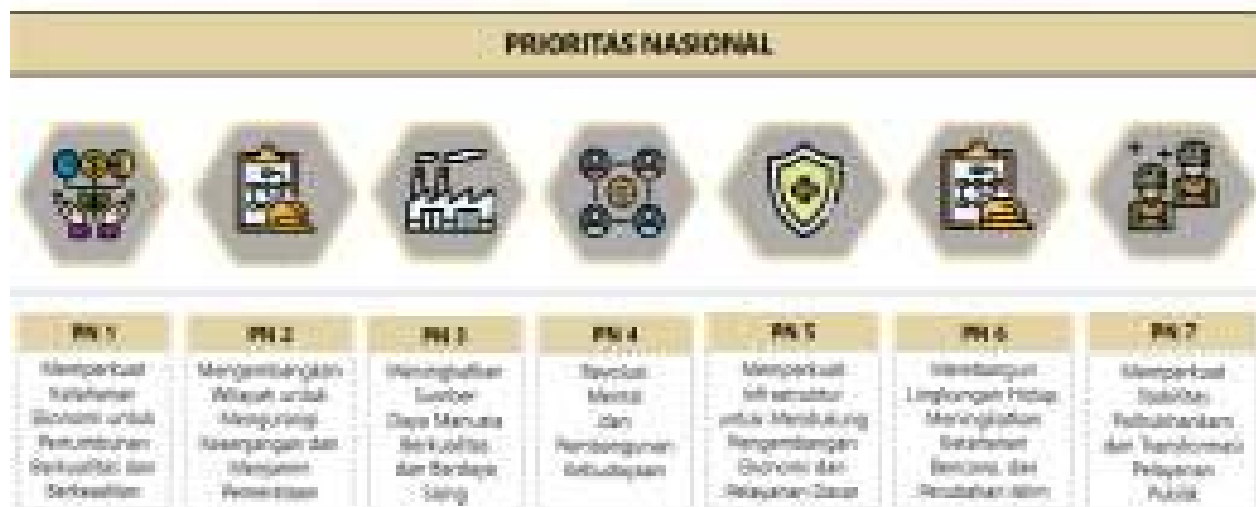 PRIORITAS NASIONAL
PN 1
Memperkuat
Ketahanan
Ekonomi untuk
Pertumbuhan
Berkualitas dan
Berkeadilan
PN 2
Mengembangkan
Wilayah untuk
Mengurangi
Kesenjangan dan
Menjamin
Pemerataan
PN 3
Meningkatkan
Sumber
Daya Manusia
Berkualitas
dan Berdaya
Saing
PN 4
Revolusi
Mental
dan
Pembangunan
Kebudayaan
PN 5
Memperkuat
Infrastruktur
untuk Mendukung
Pengembangan
Ekonomi dan
Pelayanan Dasar
PN 6
Membangun
Lingkungan Hidup,
Meningkatkan
Ketahanan
Bencana, dan
Perubahan Iklim
PN 7
Memperkuat
Stabilitas
Polhukhankam
dan Transformasi
Pelayanan
Publik